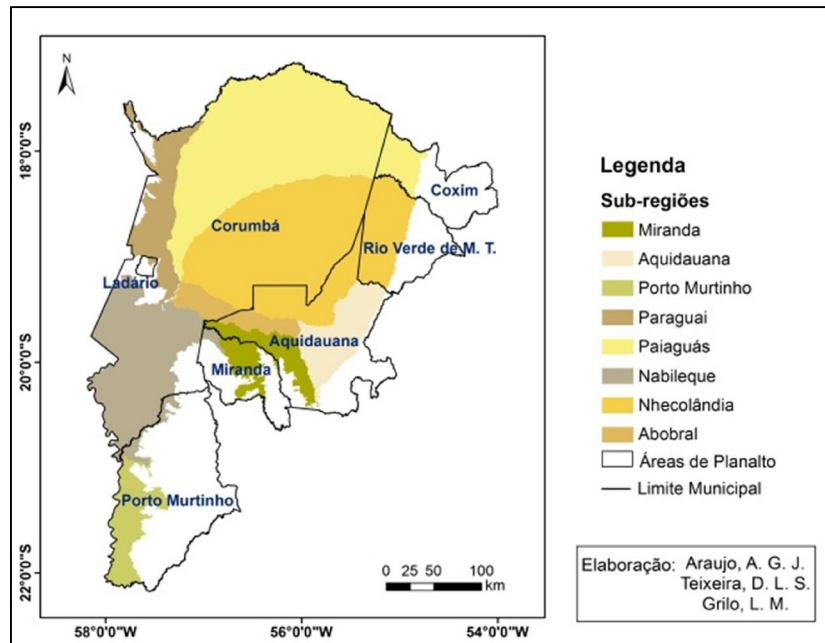 N
18°0'0"S
20°0'0"S
22°0'0"S
Coxim
Corumbá
Rio Verde de M. T.
Ladário
Aquidauana
Miranda
Porto Murtinho
0 25 50 100
km
58°0'0"W 56°0'0"W 54°0'0"W
Legenda
Sub-regiões
Miranda
Aquidauana
Porto Murtinho
Paraguai
Paiaguás
Nabileque
Nhecolândia
Abobral
Áreas de Planalto
Limite Municipal
Elaboração: Araujo, A. G. J.
Teixeira, D. L. S.
Grilo, L. M.